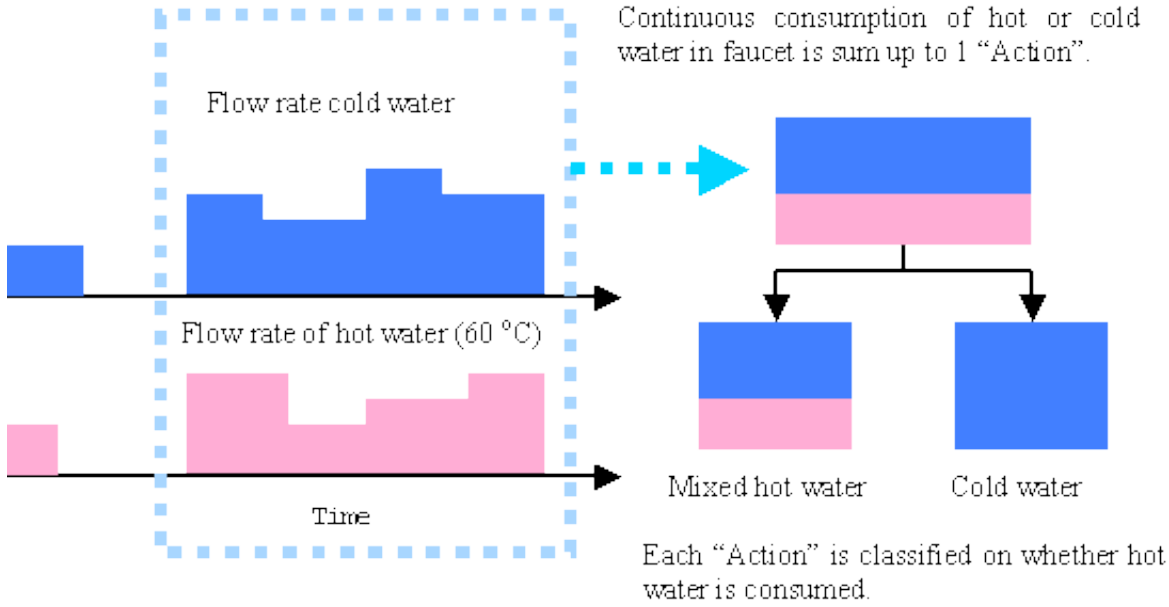 Continuous consumption of hot or cold
water in faucet is sum up to 1 “Action”.
Flow rate cold water
Flow rate of hot water (60 °C)
Time
Mixed hot water
Cold water
Each “Action” is classified on whether hot
water is consumed.